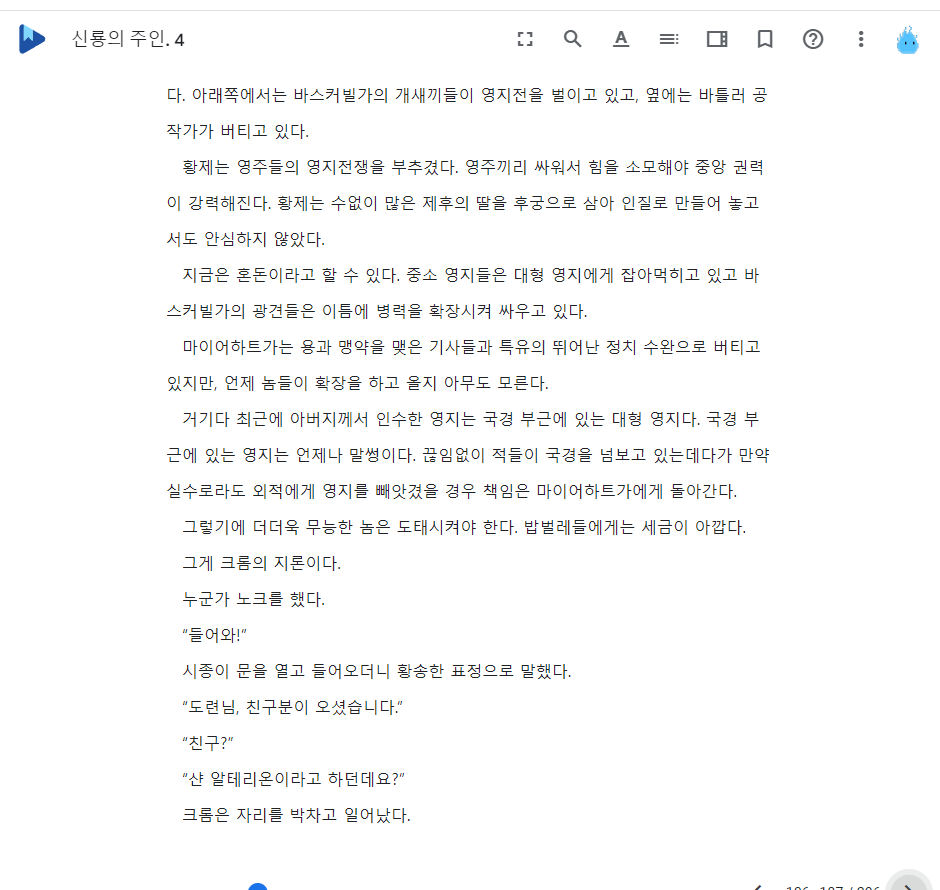 신룡의 주인. 4
다. 아래쪽에서는 바스커빌가의 개새끼들이 영지전을 벌이고 있고, 옆에는 바틀러 공
작가가 버티고 있다.
황제는 영주들의 영지전쟁을 부추겼다. 영주끼리 싸워서 힘을 소모해야 중앙 권력
이 강력해진다. 황제는 수없이 많은 제후의 딸을 후궁으로 삼아 인질로 만들어 놓고
서도 안심하지 않았다.
지금은 혼돈이라고 할 수 있다. 중소 영지들은 대형 영지에게 잡아먹히고 있고 바
스커빌가의 광견들은 이틈에 병력을 확장시켜 싸우고 있다.
마이어하트가는 용과 맹약을 맺은 기사들과 특유의 뛰어난 정치 수완으로 버티고
있지만, 언제 놈들이 확장을 하고 올지 아무도 모른다.
거기다 최근에 아버지께서 인수한 영지는 국경 부근에 있는 대형 영지다. 국경 부
근에 있는 영지는 언제나 말썽이다. 끊임없이 적들이 국경을 넘보고 있는데다가 만약
실수로라도 외적에게 영지를 빼앗겼을 경우 책임은 마이어하트가에게 돌아간다.
그렇기에 더더욱 무능한 놈은 도태시켜야 한다. 밥벌레들에게는 세금이 아깝다.
그게 크롬의 지론이다.
누군가 노크를 했다.
“들어와!”
시종이 문을 열고 들어오더니 황송한 표정으로 말했다.
“도련님, 친구분이 오셨습니다.”
“친구?”
“샨 알테리온이라고 하던데요?”
크롬은 자리를 박차고 일어났다.